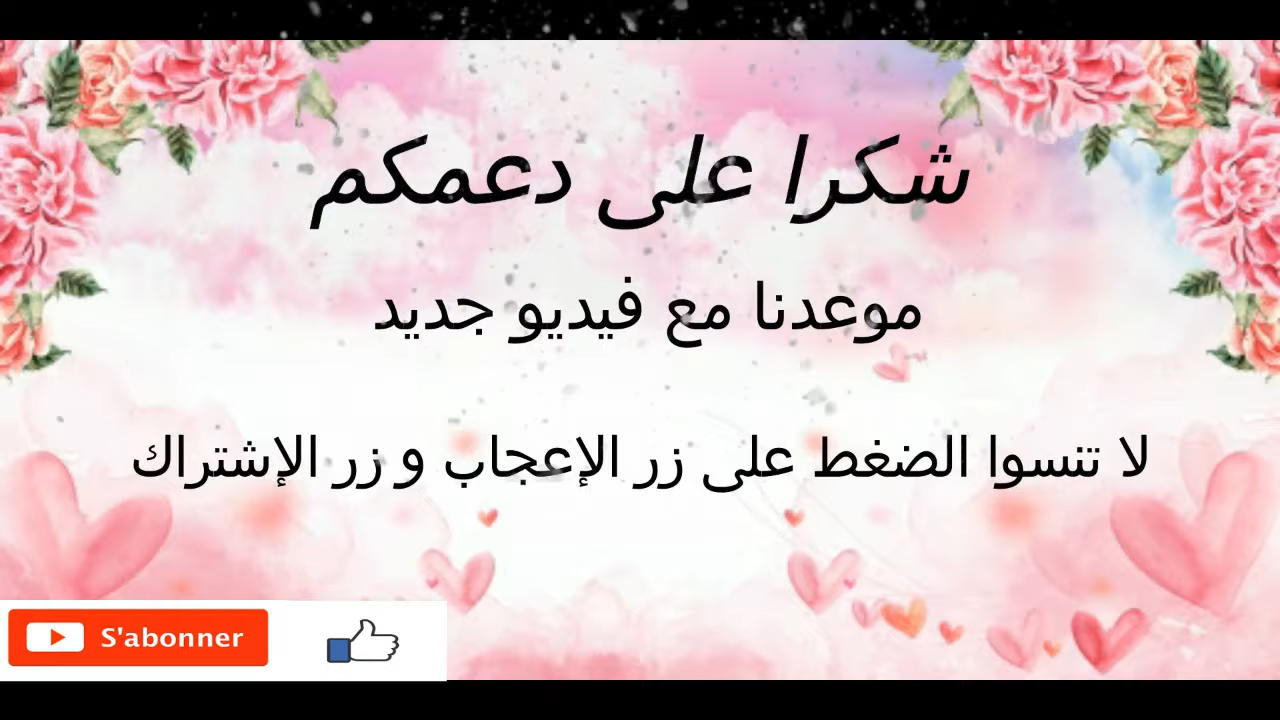 شكرا على دعمكم
موعدنا مع فيديو جديد
لا تنسوا الضغط على زر الإعجاب و زر الإشتراك
S'abonner